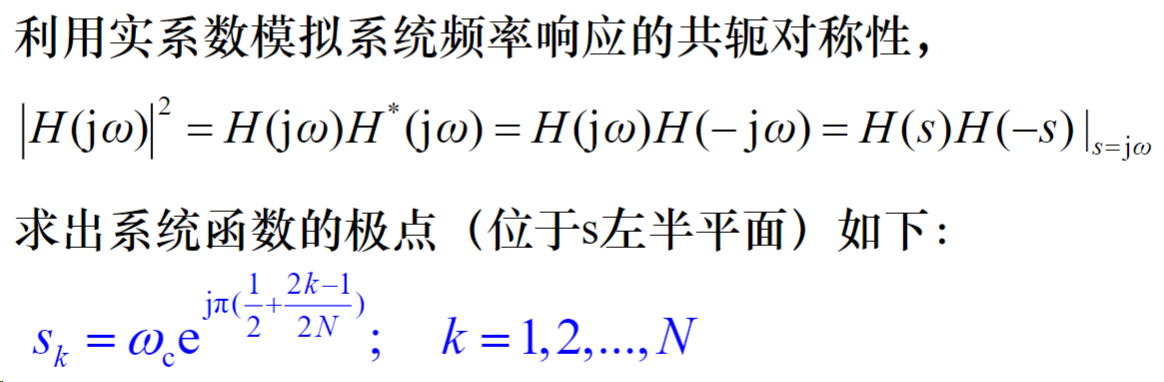 利用实系数模拟系统频率响应的共轭对称性，
|H(jω)|² = H(jω)H*(jω) = H(jω)H(−jω) = H(s)H(−s)|_{s=jω}
求出系统函数的极点（位于s左半平面）如下：
s_k = ω_c e^{jπ(\frac{1}{2}+\frac{2k−1}{2N})}; k = 1,2,...,N